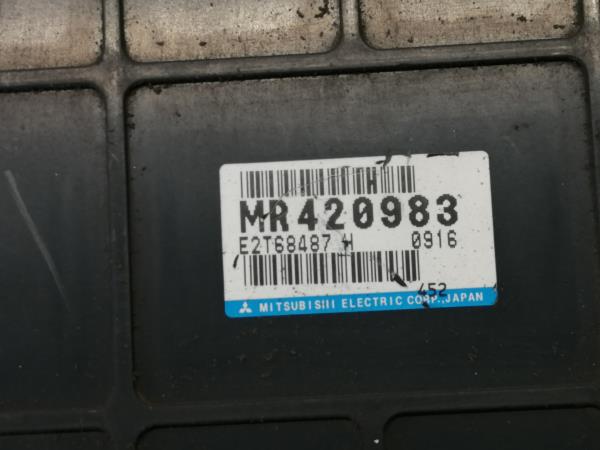 H
MR420983
E2T68487 H 0916
452
MITSUBISHI ELECTRIC CORP.,JAPAN